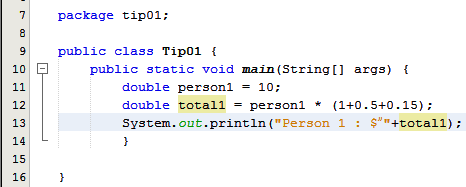 7 package tip01;
8
9 public class Tip01 {
10 public static void main(String[] args) {
11 double person1 = 10;
12 double total1 = person1 * (1+0.5+0.15);
13 System.out.println("Person 1 : $”"+total1);
14 }
15
16 }